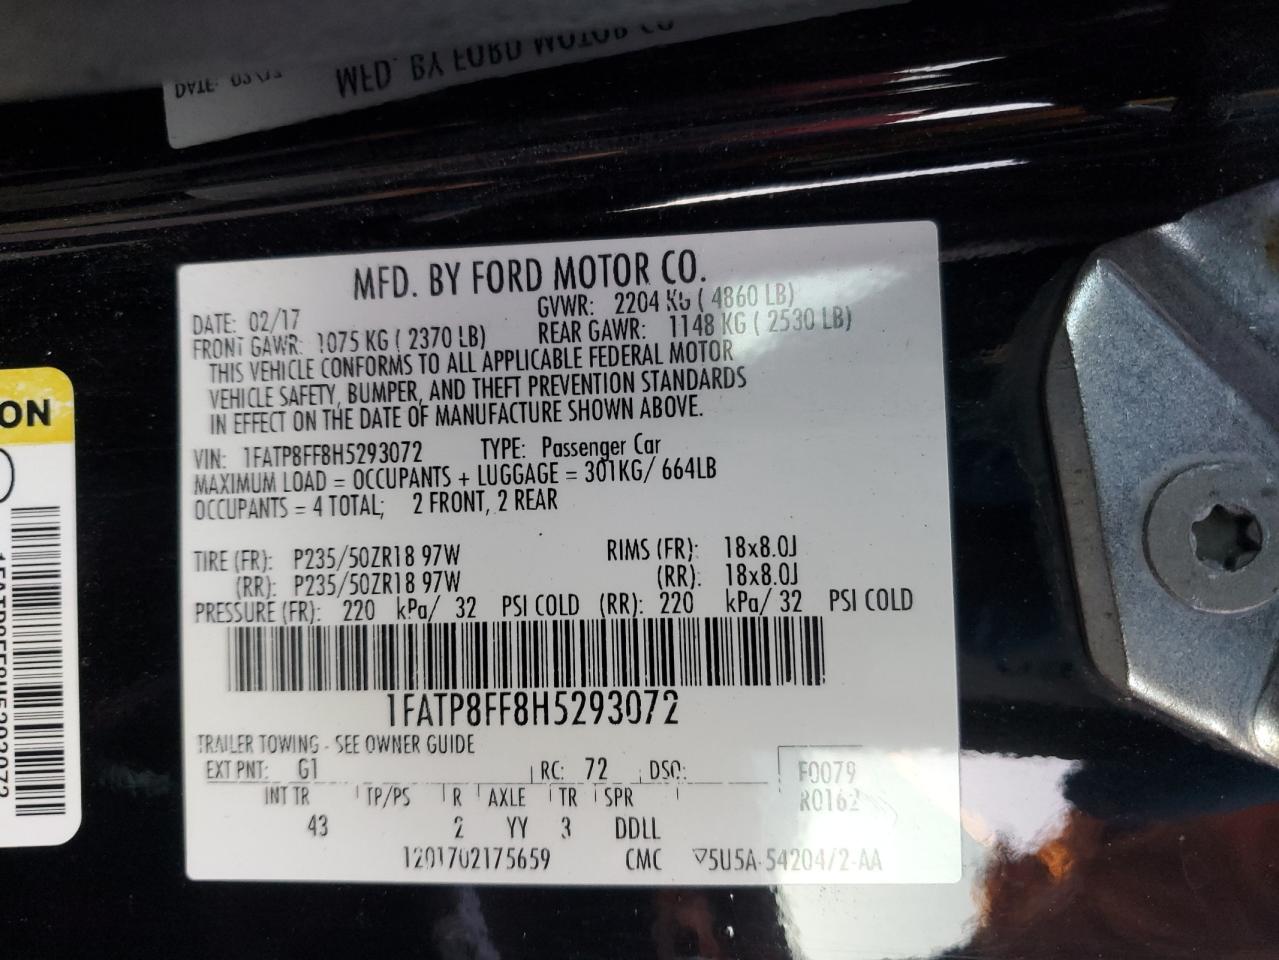 MFD. BY FORD MOTOR CO.
DATE: 02/17 GVWR: 2204 KG ( 4860 LB)
FRONT GAWR: 1075 KG ( 2370 LB) REAR GAWR: 1148 KG ( 2530 LB)
THIS VEHICLE CONFORMS TO ALL APPLICABLE FEDERAL MOTOR
VEHICLE SAFETY, BUMPER, AND THEFT PREVENTION STANDARDS
IN EFFECT ON THE DATE OF MANUFACTURE SHOWN ABOVE.
VIN: 1FATP8FF8H5293072 TYPE: Passenger Car
MAXIMUM LOAD = OCCUPANTS + LUGGAGE = 301KG/ 664LB
OCCUPANTS = 4 TOTAL; 2 FRONT, 2 REAR
TIRE (FR): P235/50ZR18 97W RIMS (FR): 18x8.0J
(RR): P235/50ZR18 97W (RR): 18x8.0J
PRESSURE (FR): 220 kPa/ 32 PSI COLD (RR): 220 kPa/ 32 PSI COLD
1FATP8FF8H5293072
TRAILER TOWING - SEE OWNER GUIDE
EXT PNT: G1 RC: 72 DSO: F0079
INT TR TP/PS R AXLE TR SPR R0162
43 2 YY 3 DDLL
1201702175659 CMC ▽5U5A-54204/2-AA
ON
1FATP8FF8H5293072
MFD. BY FORD MOTOR CO
DATE: